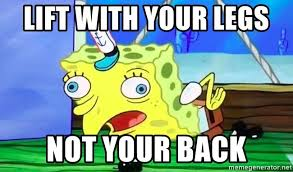 LIFT WITH YOUR LEGS
NOT YOUR BACK
memegenerator.net